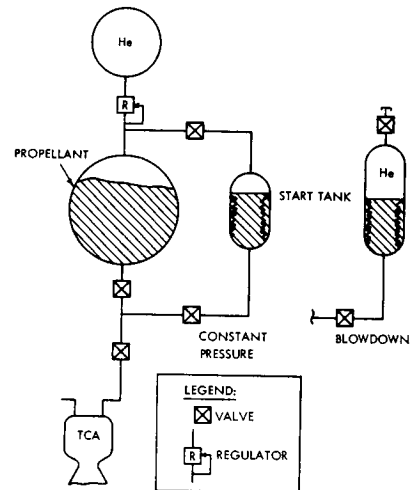 He
R
PROPELLANT
START TANK
He
CONSTANT
PRESSURE
BLOWDOWN
TCA
LEGEND:
VALVE
R
REGULATOR